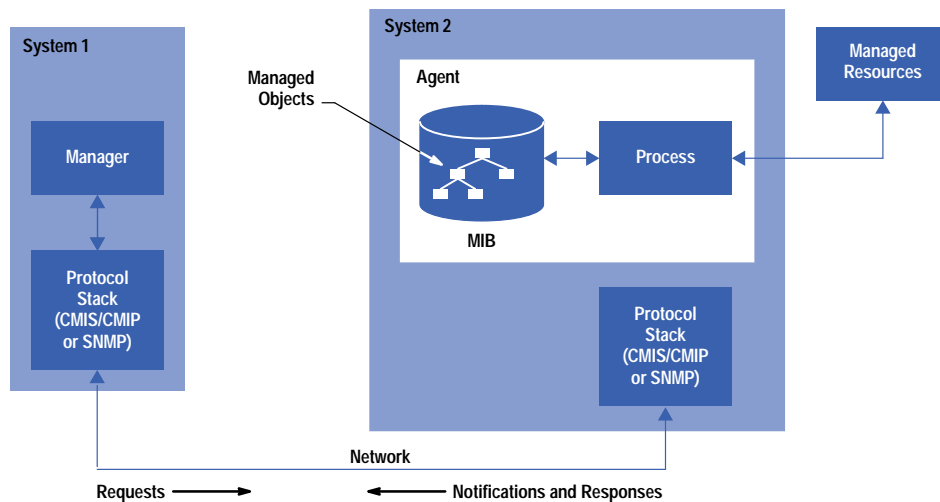 System 1
Manager
Protocol
Stack
(CMIS/CMIP
or SNMP)
System 2
Managed
Objects
Agent
MIB
Process
Managed
Resources
Protocol
Stack
(CMIS/CMIP
or SNMP)
Network
Requests
Notifications and Responses